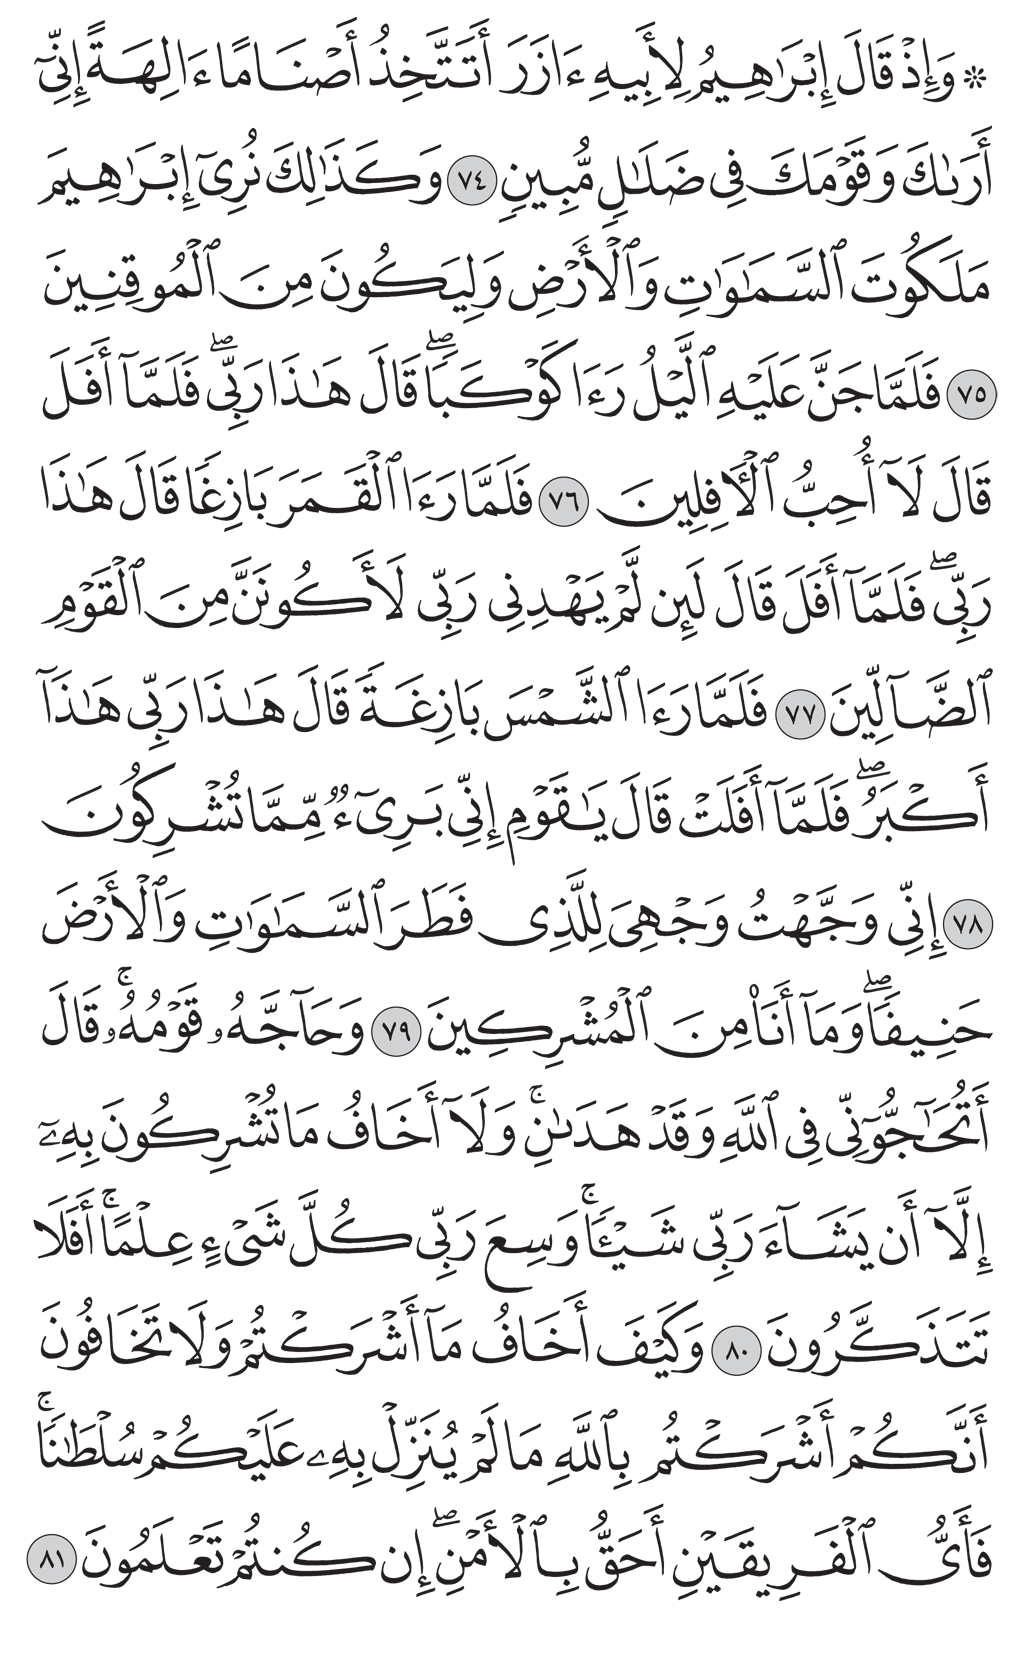 ۞ وَإِذۡ قَالَ إِبۡرَٰهِيمُ لِأَبِيهِ ءَازَرَ أَتَتَّخِذُ أَصۡنَامًا ءَالِهَةً إِنِّيٓ
أَرَىٰكَ وَقَوۡمَكَ فِي ضَلَٰلٖ مُّبِينٖ ٧٤ وَكَذَٰلِكَ نُرِيٓ إِبۡرَٰهِيمَ
مَلَكُوتَ ٱلسَّمَٰوَٰتِ وَٱلۡأَرۡضِ وَلِيَكُونَ مِنَ ٱلۡمُوقِنِينَ
٧٥ فَلَمَّا جَنَّ عَلَيۡهِ ٱلَّيۡلُ رَءَا كَوۡكَبٗاۖ قَالَ هَٰذَا رَبِّيۖ فَلَمَّآ أَفَلَ
قَالَ لَآ أُحِبُّ ٱلۡأٓفِلِينَ ٧٦ فَلَمَّا رَءَا ٱلۡقَمَرَ بَازِغٗا قَالَ هَٰذَا
رَبِّيۖ فَلَمَّآ أَفَلَ قَالَ لَئِن لَّمۡ يَهۡدِنِي رَبِّي لَأَكُونَنَّ مِنَ ٱلۡقَوۡمِ
ٱلضَّآلِّينَ ٧٧ فَلَمَّا رَءَا ٱلشَّمۡسَ بَازِغَةٗ قَالَ هَٰذَا رَبِّي هَٰذَآ
أَكۡبَرُۖ فَلَمَّآ أَفَلَتۡ قَالَ يَٰقَوۡمِ إِنِّي بَرِيٓءٞ مِّمَّا تُشۡرِكُونَ
٧٨ إِنِّي وَجَّهۡتُ وَجۡهِيَ لِلَّذِي فَطَرَ ٱلسَّمَٰوَٰتِ وَٱلۡأَرۡضَ
حَنِيفٗاۖ وَمَآ أَنَا۠ مِنَ ٱلۡمُشۡرِكِينَ ٧٩ وَحَآجَّهُۥ قَوۡمُهُۥۚ قَالَ
أَتُحَٰٓجُّوٓنِّي فِي ٱللَّهِ وَقَدۡ هَدَىٰنِۚ وَلَآ أَخَافُ مَا تُشۡرِكُونَ بِهِۦٓ
إِلَّآ أَن يَشَآءَ رَبِّي شَيۡـٔٗاۚ وَسِعَ رَبِّي كُلَّ شَيۡءٍ عِلۡمًاۚ أَفَلَا
تَتَذَكَّرُونَ ٨٠ وَكَيۡفَ أَخَافُ مَآ أَشۡرَكۡتُمۡ وَلَا تَخَافُونَ
أَنَّكُمۡ أَشۡرَكۡتُم بِٱللَّهِ مَا لَمۡ يُنَزِّلۡ بِهِۦ عَلَيۡكُمۡ سُلۡطَٰنٗاۚ
فَأَيُّ ٱلۡفَرِيقَيۡنِ أَحَقُّ بِٱلۡأَمۡنِۖ إِن كُنتُمۡ تَعۡلَمُونَ ٨١